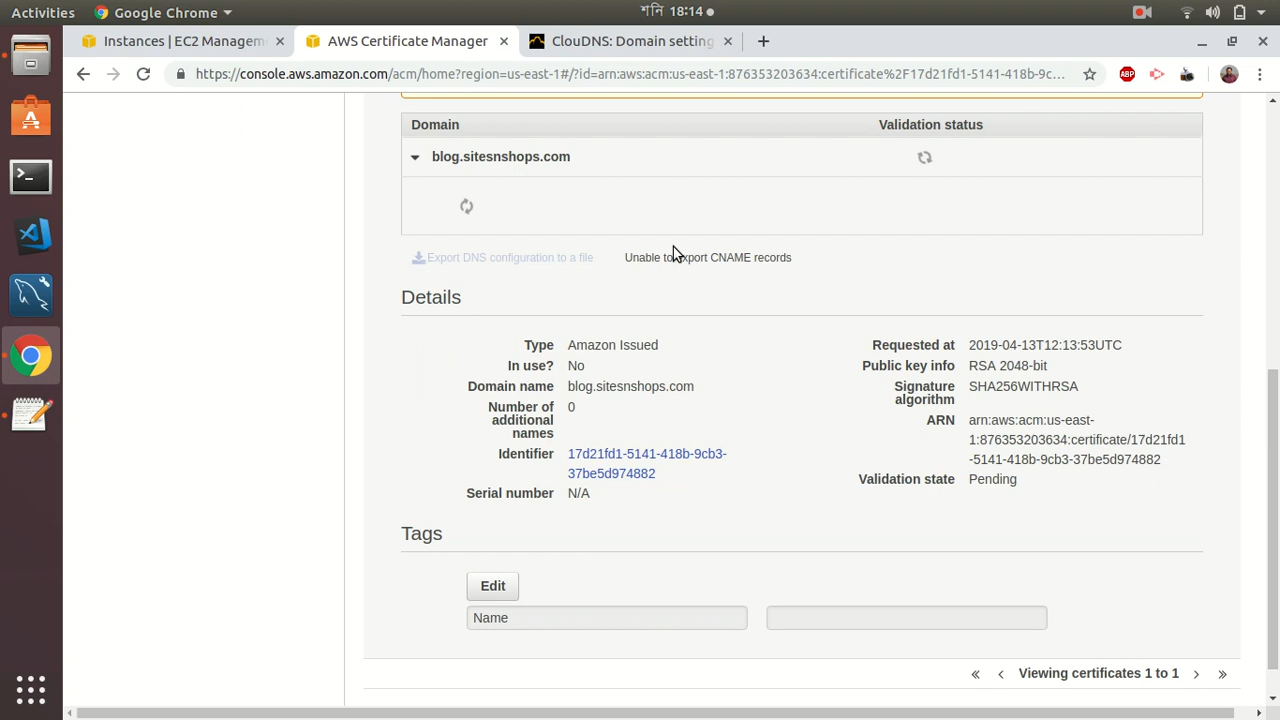 Activities
Google Chrome
শনি 18:14
Instances | EC2 Managem
AWS Certificate Manager
ClouDNS: Domain setting
https://console.aws.amazon.com/acm/home?region=us-east-1#/?id=arn:aws:acm:us-east-1:876353203634:certificate%2F17d21fd1-5141-418b-9c...
ABP
Domain
Validation status
blog.sitesnshops.com
Export DNS configuration to a file
Unable to export CNAME records
Details
Type
Amazon Issued
In use?
No
Domain name
blog.sitesnshops.com
Number of
additional
names
0
Identifier
17d21fd1-5141-418b-9cb3-
37be5d974882
Serial number
N/A
Requested at
2019-04-13T12:13:53UTC
Public key info
RSA 2048-bit
Signature
algorithm
SHA256WITHRSA
ARN
arn:aws:acm:us-east-
1:876353203634:certificate/17d21fd1
-5141-418b-9cb3-37be5d974882
Validation state
Pending
Tags
Edit
Name
« ‹ Viewing certificates 1 to 1 › »